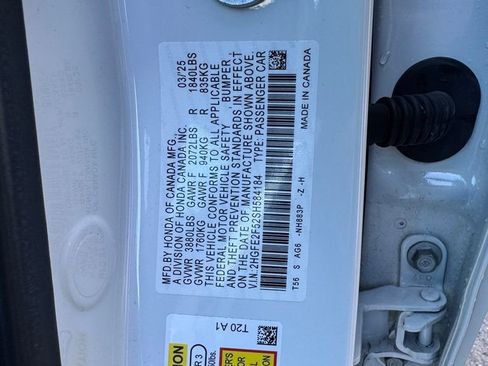 MFD BY HONDA OF CANADA MFG.
A DIVISION OF HONDA CANADA INC. 03/25
GVWR 3880LBS GAWR F 2072LBS R 1840LBS
GVWR 1760KG GAWR F 940KG R 835KG
THIS VEHICLE CONFORMS TO ALL APPLICABLE
FEDERAL MOTOR VEHICLE SAFETY, BUMPER
AND THEFT PREVENTION STANDARDS IN EFFECT
ON THE DATE OF MANUFACTURE SHOWN ABOVE.
V.I.N: 2HGFE2F52SH584184 TYPE: PASSENGER CAR
T56 S AG6 -NH883P -Z -H MADE IN CANADA
T20 A1